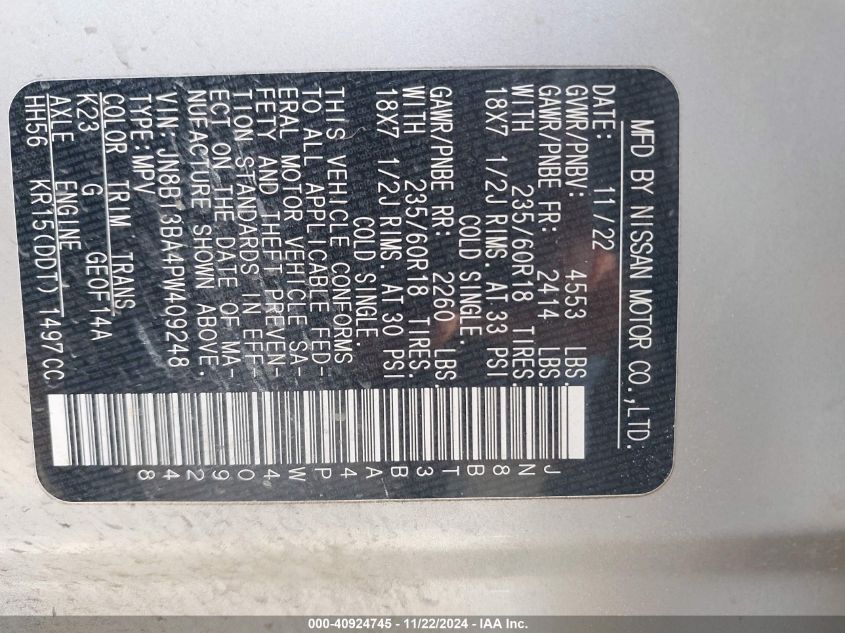 MFD BY NISSAN MOTOR CO.,LTD.
DATE: 11/22
GVWR/PNBV: 4553 LBS.
GAWR/PNBE FR: 2414 LBS.
WITH 235/60R18 TIRES.
18X7 1/2J RIMS. AT 33 PSI
COLD SINGLE.
GAWR/PNBE RR: 2260 LBS.
WITH 235/60R18 TIRES.
18X7 1/2J RIMS. AT 30 PSI
COLD SINGLE.
THIS VEHICLE CONFORMS
TO ALL APPLICABLE FED-
ERAL MOTOR VEHICLE SA-
FETY AND THEFT PREVEN-
TION STANDARDS IN EFF-
ECT ON THE DATE OF MA-
NUFACTURE SHOWN ABOVE.
VIN: JN8BT3BA4PW409248
TYPE:MPV
COLOR TRIM TRANS
K23 G GE0F14A
AXLE ENGINE
HH56 KR15(DDT) 1497CC
JN8BT3BA4PW409248
000-40924745 - 11/22/2024 - IAA Inc.